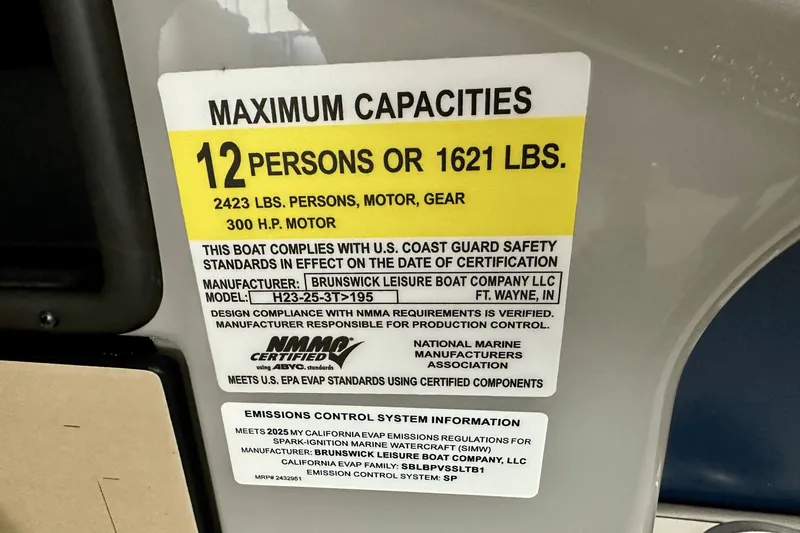 MAXIMUM CAPACITIES
12 PERSONS OR 1621 LBS.
2423 LBS. PERSONS, MOTOR, GEAR
300 H.P. MOTOR
THIS BOAT COMPLIES WITH U.S. COAST GUARD SAFETY
STANDARDS IN EFFECT ON THE DATE OF CERTIFICATION
MANUFACTURER: BRUNSWICK LEISURE BOAT COMPANY LLC
MODEL: H23-25-3T>195 FT. WAYNE, IN
DESIGN COMPLIANCE WITH NMMA REQUIREMENTS IS VERIFIED.
MANUFACTURER RESPONSIBLE FOR PRODUCTION CONTROL.
NMMA
CERTIFIED
using ABYC. standards
NATIONAL MARINE
MANUFACTURERS
ASSOCIATION
MEETS U.S. EPA EVAP STANDARDS USING CERTIFIED COMPONENTS
EMISSIONS CONTROL SYSTEM INFORMATION
MEETS 2025 MY CALIFORNIA EVAP EMISSIONS REGULATIONS FOR
SPARK-IGNITION MARINE WATERCRAFT (SIMW)
MANUFACTURER: BRUNSWICK LEISURE BOAT COMPANY, LLC
CALIFORNIA EVAP FAMILY: SBLBPVSSLTB1
EMISSION CONTROL SYSTEM: SP
MRP# 2432951